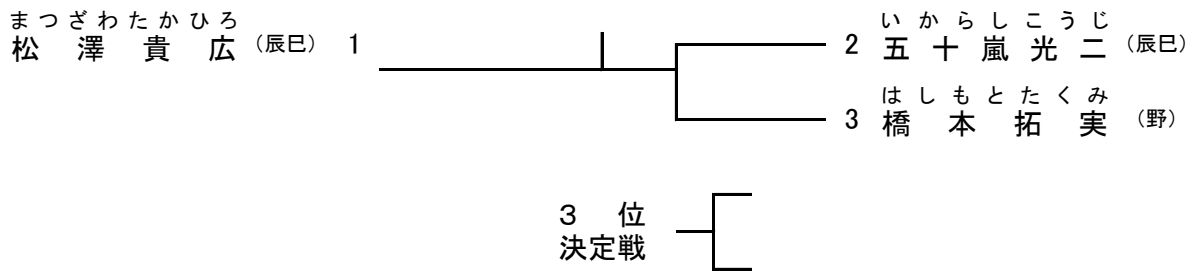 まつざわたかひろ
松澤貴広（辰巳） 1
いからしこうじ
2 五十嵐光二（辰巳）
はしもとたくみ
3 橋本拓実（野）
３位
決定戦